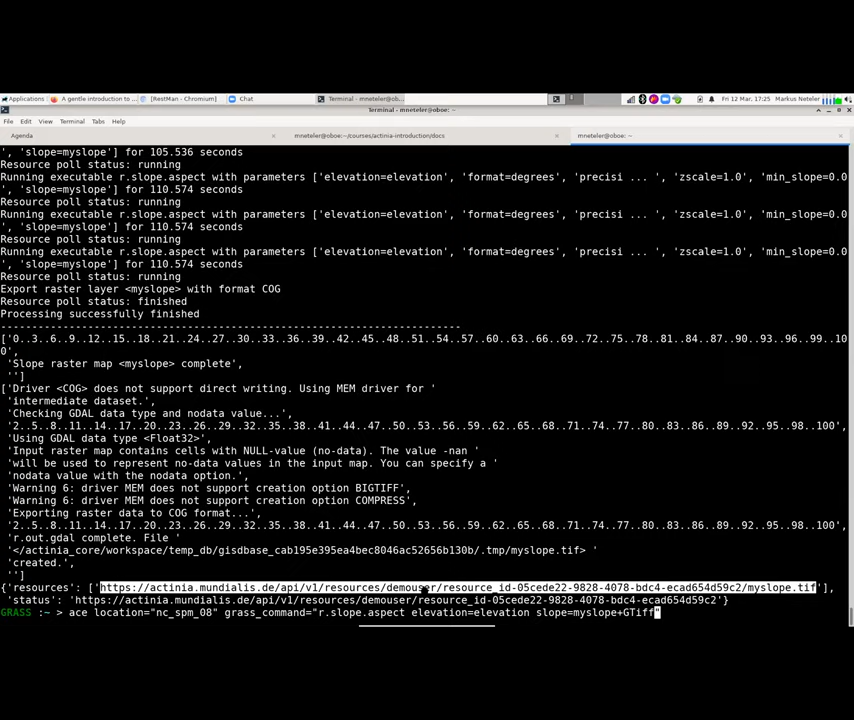 Applications
A gentle introduction to ...
[RestMan - Chromium]
Chat
Terminal - mneteler@ob...
Fri 12 Mar, 17:25 Markus Neteler
Terminal - mneteler@oboe: ~
File Edit View Terminal Tabs Help
Agenda
mneteler@oboe:~/courses/actinia-introduction/docs
mneteler@oboe: ~
', 'slope=myslope'] for 105.536 seconds
Resource poll status: running
Running executable r.slope.aspect with parameters ['elevation=elevation', 'format=degrees', 'precisi ... ', 'zscale=1.0', 'min_slope=0.0
', 'slope=myslope'] for 110.574 seconds
Resource poll status: running
Running executable r.slope.aspect with parameters ['elevation=elevation', 'format=degrees', 'precisi ... ', 'zscale=1.0', 'min_slope=0.0
', 'slope=myslope'] for 110.574 seconds
Resource poll status: running
Running executable r.slope.aspect with parameters ['elevation=elevation', 'format=degrees', 'precisi ... ', 'zscale=1.0', 'min_slope=0.0
', 'slope=myslope'] for 110.574 seconds
Resource poll status: running
Export raster layer <myslope> with format COG
Resource poll status: finished
Processing successfully finished
--------------------------------------------------------------------------------
['0..3..6..9..12..15..18..21..24..27..30..33..36..39..42..45..48..51..54..57..60..63..66..69..72..75..78..81..84..87..90..93..96..99..10
0',
'Slope raster map <myslope> complete',
'']
['Driver <COG> does not support direct writing. Using MEM driver for '
'intermediate dataset.',
'Checking GDAL data type and nodata value...',
'2..5..8..11..14..17..20..23..26..29..32..35..38..41..44..47..50..53..56..59..62..65..68..71..74..77..80..83..86..89..92..95..98..100',
'Using GDAL data type <Float32>',
'Input raster map contains cells with NULL-value (no-data). The value -nan '
'will be used to represent no-data values in the input map. You can specify a '
'nodata value with the nodata option.',
'Warning 6: driver MEM does not support creation option BIGTIFF',
'Warning 6: driver MEM does not support creation option COMPRESS',
'Exporting raster data to COG format...',
'2..5..8..11..14..17..20..23..26..29..32..35..38..41..44..47..50..53..56..59..62..65..68..71..74..77..80..83..86..89..92..95..98..100',
'r.out.gdal complete. File '
'</actinia_core/workspace/temp_db/gisdbase_cab195e395ea4bec8046ac52656b130b/.tmp/myslope.tif> '
'created.',
'']
{'resources': ['https://actinia.mundialis.de/api/v1/resources/demouser/resource_id-05cede22-9828-4078-bdc4-ecad654d59c2/myslope.tif'],
'status': 'https://actinia.mundialis.de/api/v1/resources/demouser/resource_id-05cede22-9828-4078-bdc4-ecad654d59c2'}
GRASS :~ > ace location="nc_spm_08" grass_command="r.slope.aspect elevation=elevation slope=myslope+GTiff"